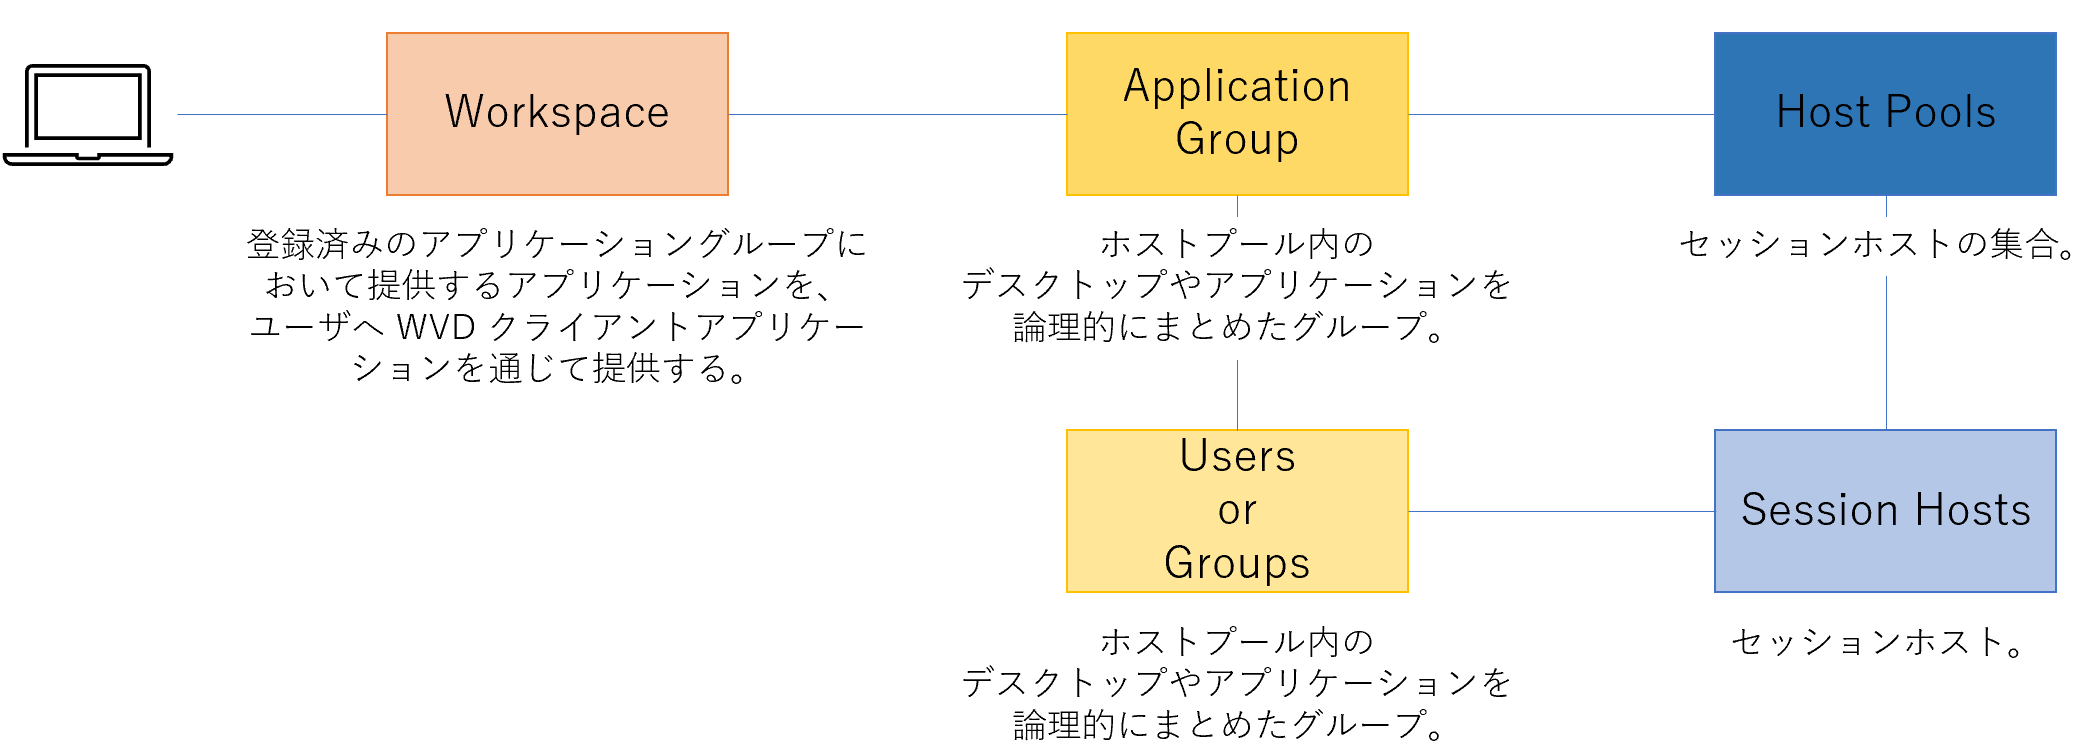 Workspace
登録済みのアプリケーショングループに
おいて提供するアプリケーションを、
ユーザへ WVD クライアントアプリケー
ションを通じて提供する。
Application
Group
ホストプール内の
デスクトップやアプリケーションを
論理的にまとめたグループ。
Host Pools
セッションホストの集合。
Users
or
Groups
ホストプール内の
デスクトップやアプリケーションを
論理的にまとめたグループ。
Session Hosts
セッションホスト。